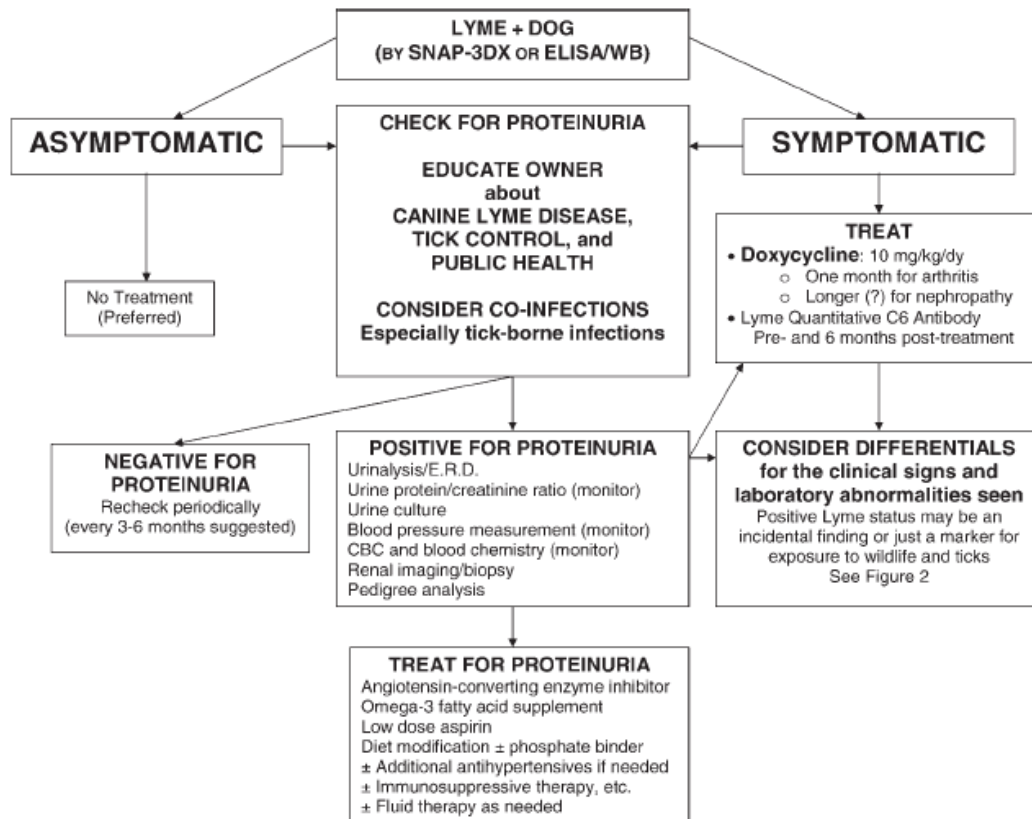 LYME + DOG
(BY SNAP-3DX OR ELISA/WB)
ASYMPTOMATIC
CHECK FOR PROTEINURIA
EDUCATE OWNER
about
CANINE LYME DISEASE,
TICK CONTROL, and
PUBLIC HEALTH
CONSIDER CO-INFECTIONS
Especially tick-borne infections
SYMPTOMATIC
No Treatment
(Preferred)
TREAT
• Doxycycline: 10 mg/kg/dy
o One month for arthritis
o Longer (?) for nephropathy
• Lyme Quantitative C6 Antibody
Pre- and 6 months post-treatment
NEGATIVE FOR
PROTEINURIA
Recheck periodically
(every 3-6 months suggested)
POSITIVE FOR PROTEINURIA
Urinalysis/E.R.D.
Urine protein/creatinine ratio (monitor)
Urine culture
Blood pressure measurement (monitor)
CBC and blood chemistry (monitor)
Renal imaging/biopsy
Pedigree analysis
CONSIDER DIFFERENTIALS
for the clinical signs and
laboratory abnormalities seen
Positive Lyme status may be an
incidental finding or just a marker for
exposure to wildlife and ticks
See Figure 2
TREAT FOR PROTEINURIA
Angiotensin-converting enzyme inhibitor
Omega-3 fatty acid supplement
Low dose aspirin
Diet modification ± phosphate binder
± Additional antihypertensives if needed
± Immunosuppressive therapy, etc.
± Fluid therapy as needed